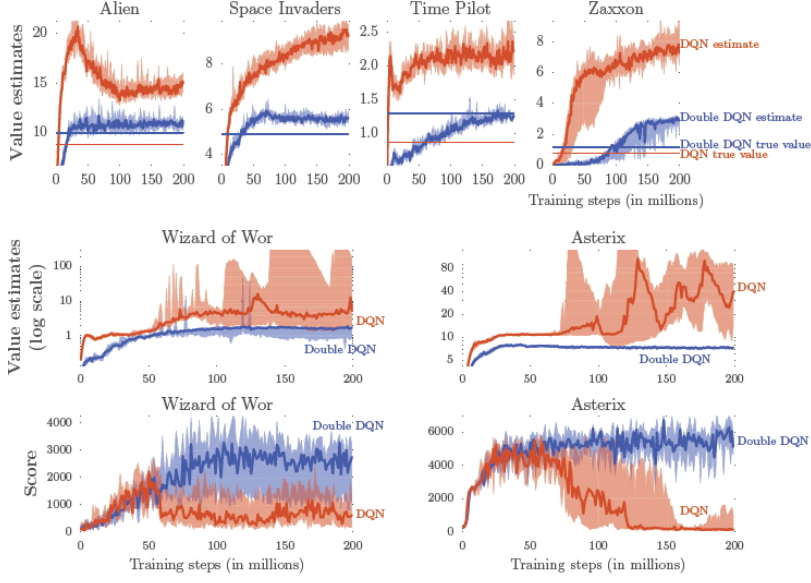 Alien
Space Invaders
Time Pilot
Zaxxon
Value estimates
20
15
10
0 50 100 150 200
8
6
4
0 50 100 150 200
2.5
2.0
1.5
1.0
0 50 100 150 200
8
6
4
2
0
0 50 100 150 200
DQN estimate
Double DQN estimate
Double DQN true value
DQN true value
Training steps (in millions)
Wizard of Wor
Asterix
Value estimates
(log scale)
100
10
1
0 50 100 150 200
DQN
Double DQN
80
40
20
10
5
0 50 100 150 200
DQN
Double DQN
Wizard of Wor
Asterix
Score
4000
3000
2000
1000
0
0 50 100 150 200
Double DQN
DQN
Training steps (in millions)
6000
4000
2000
0
0 50 100 150 200
Double DQN
DQN
Training steps (in millions)